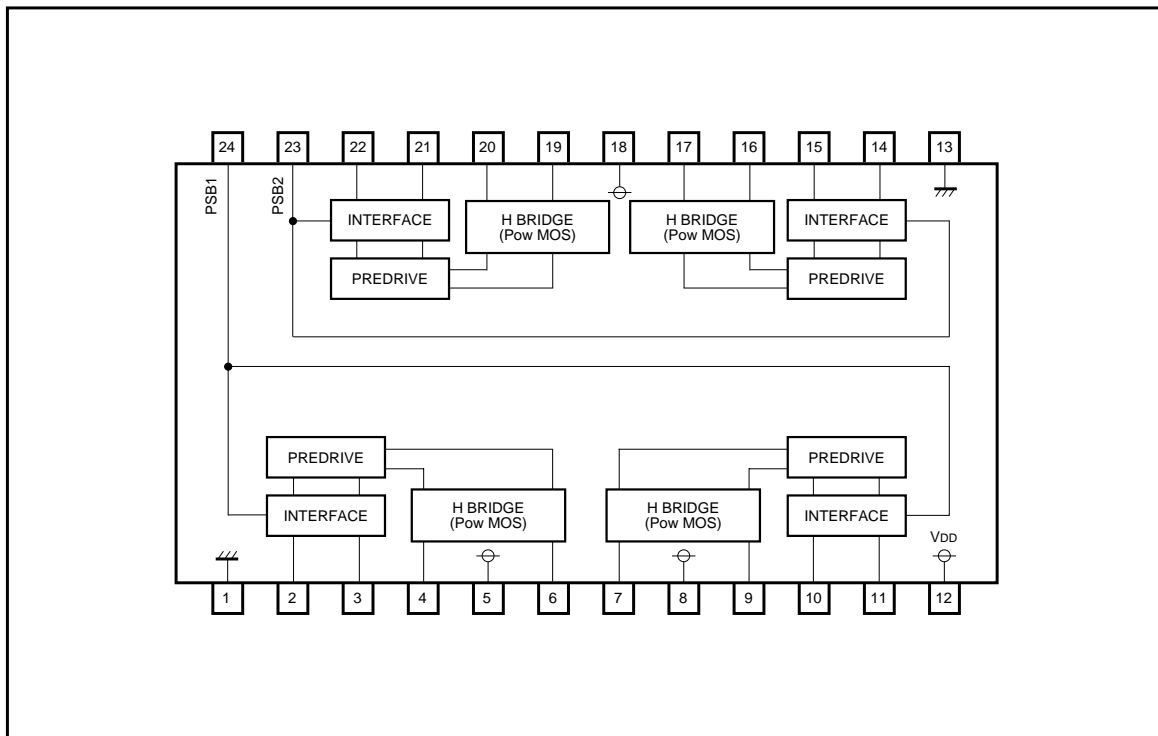 24 23 22 21 20 19 18 17 16 15 14 13
PSB1
PSB2
INTERFACE
H BRIDGE
(Pow MOS)
H BRIDGE
(Pow MOS)
INTERFACE
PREDRIVE
PREDRIVE
PREDRIVE
PREDRIVE
INTERFACE
H BRIDGE
(Pow MOS)
H BRIDGE
(Pow MOS)
INTERFACE
VDD
1 2 3 4 5 6 7 8 9 10 11 12